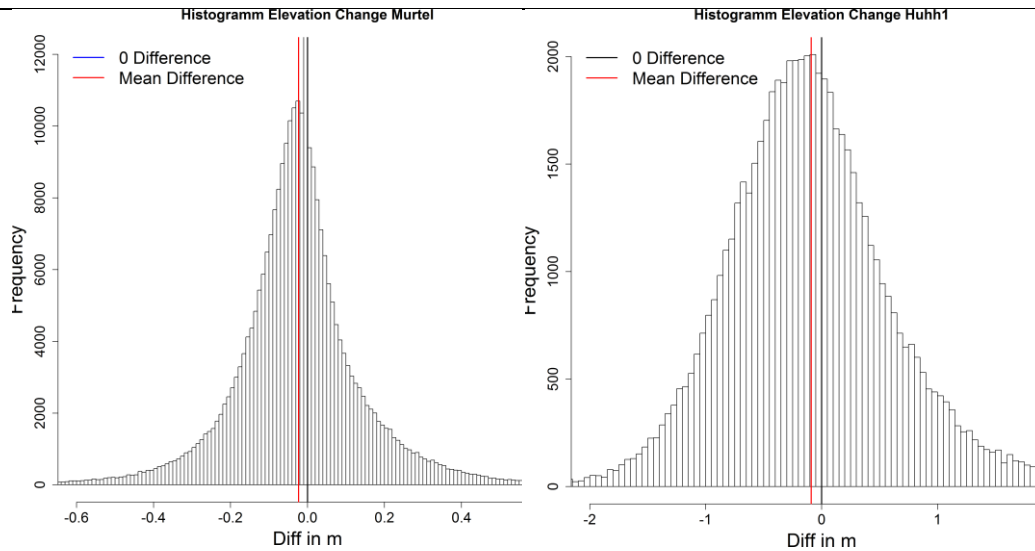 Histogramm Elevation Change Murtel
0 Difference
Mean Difference
12000
10000
8000
6000
4000
2000
0
Frequency
-0.6
-0.4
-0.2
0.0
0.2
0.4
Diff in m
Histogramm Elevation Change Huhh1
0 Difference
Mean Difference
2000
1500
1000
500
0
Frequency
-2
-1
0
1
Diff in m